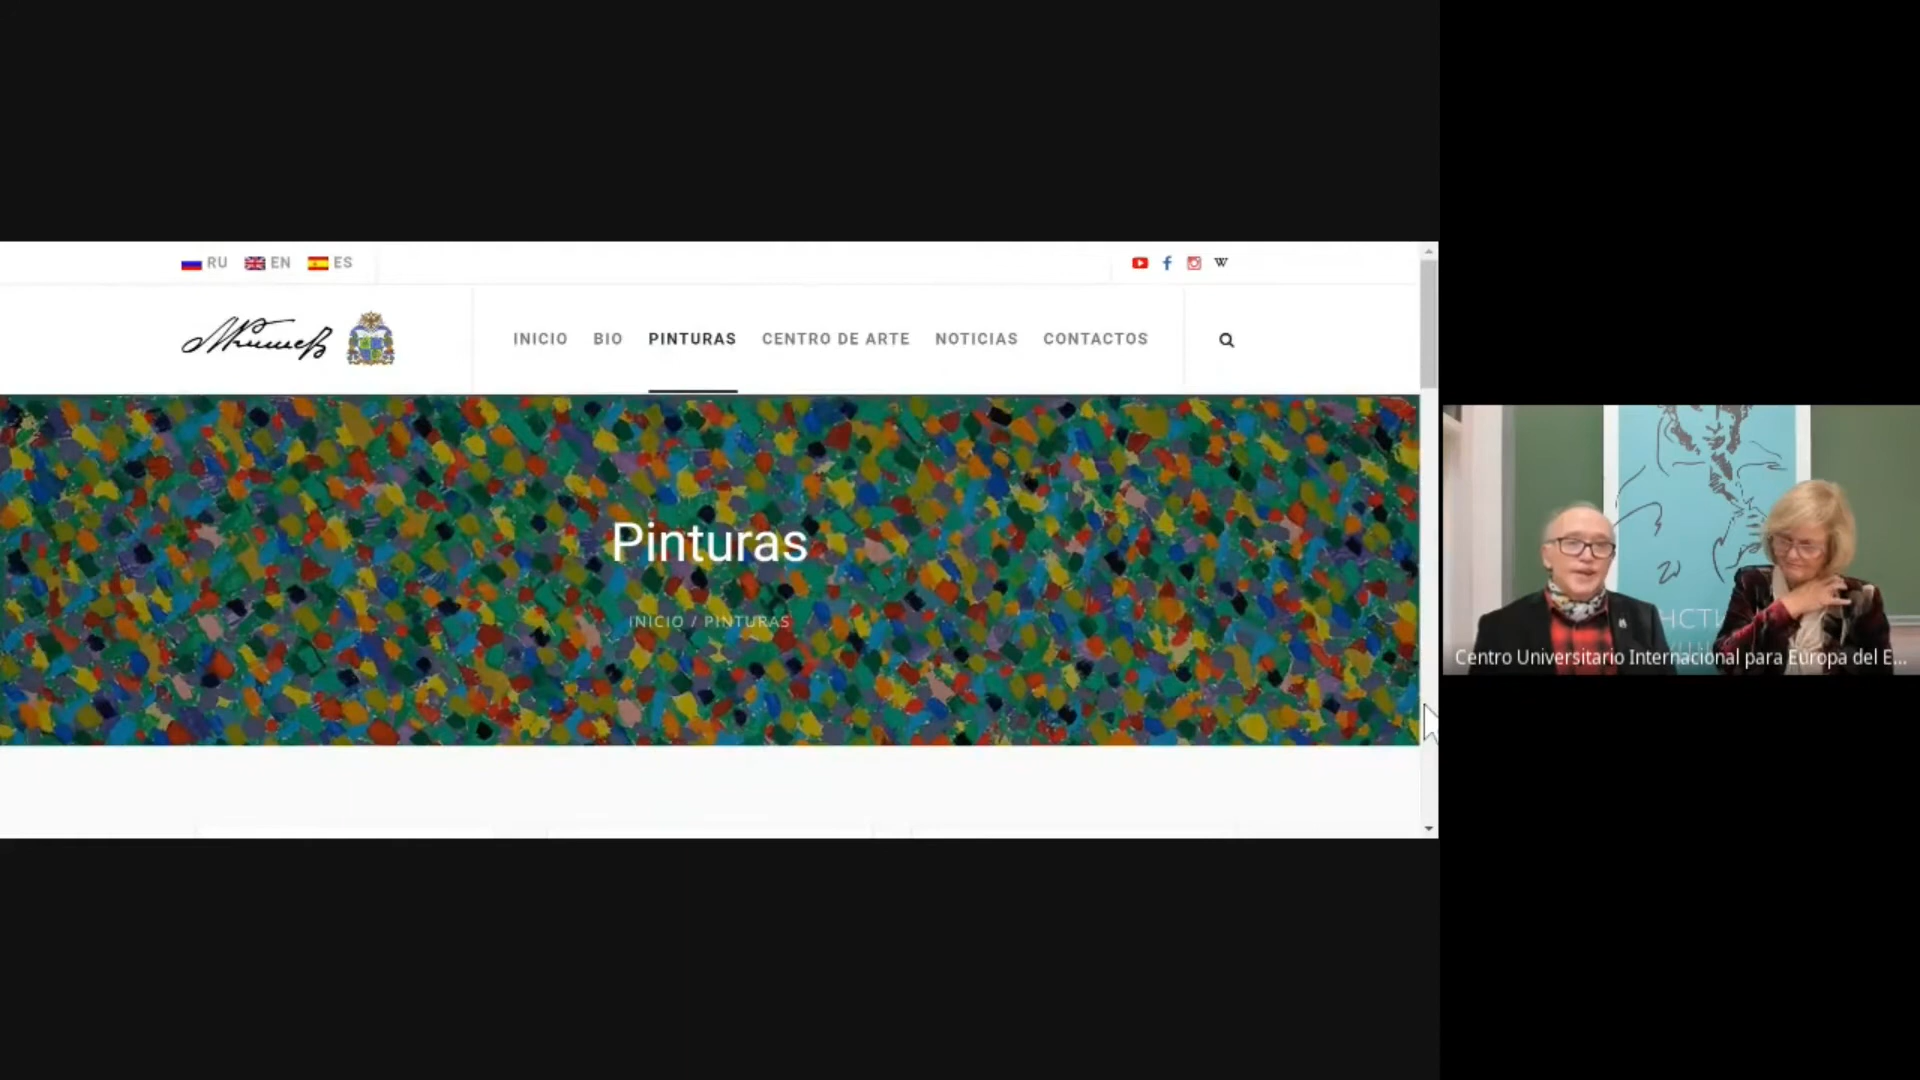 RU EN ES
INICIO BIO PINTURAS CENTRO DE ARTE NOTICIAS CONTACTOS
Pinturas
INICIO / PINTURAS
Centro Universitario Internacional para Europa del E...